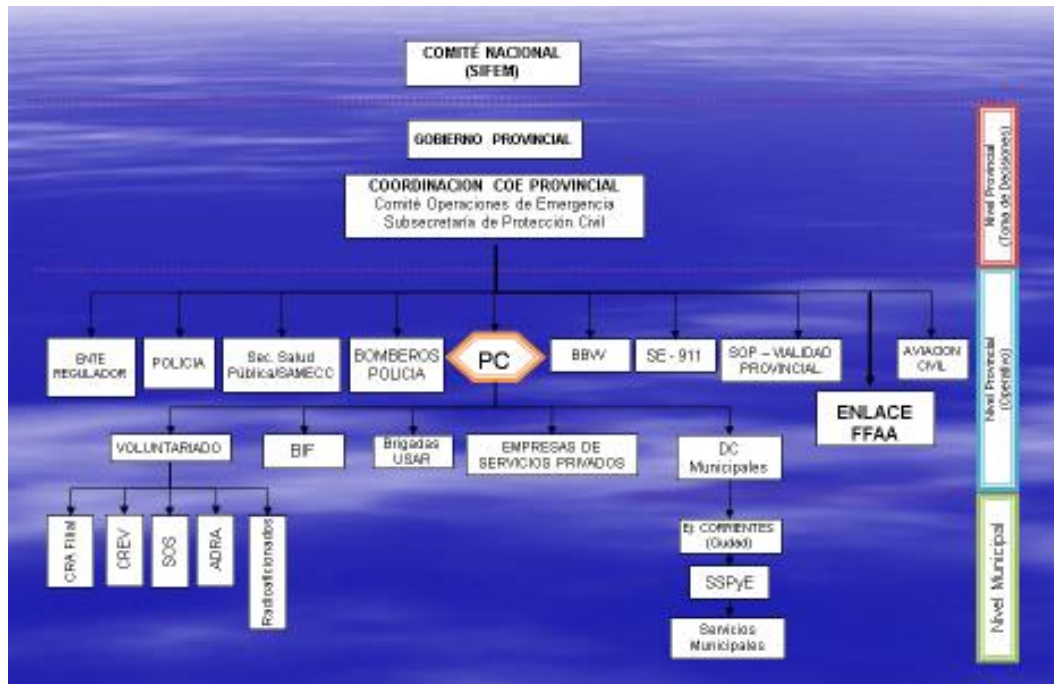 COMITÉ NACIONAL
(SIFEM)
GOBIERNO PROVINCIAL
COORDINACION COE PROVINCIAL
Comité Operaciones de Emergencia
Subsecretaría de Protección Civil
Nivel Provincial
(Toma de Decisiones)
ENTE
REGULADOR
POLICIA
Sec. Salud
Pública/SAMECC
BOMBEROS
POLICIA
PC
BBVV
SE - 911
SOP – VIALIDAD
PROVINCIAL
AVIACION
CIVIL
ENLACE
FFAA
Nivel Provincial
(Operativo)
VOLUNTARIADO
BIF
Brigadas
USAR
EMPRESAS DE
SERVICIOS PRIVADOS
DC
Municipales
CRA Filial
CREV
SOS
ADRA
Radioaficionados
Ej: CORRIENTES
(Ciudad)
SSPyE
Servicios
Municipales
Nivel Municipal